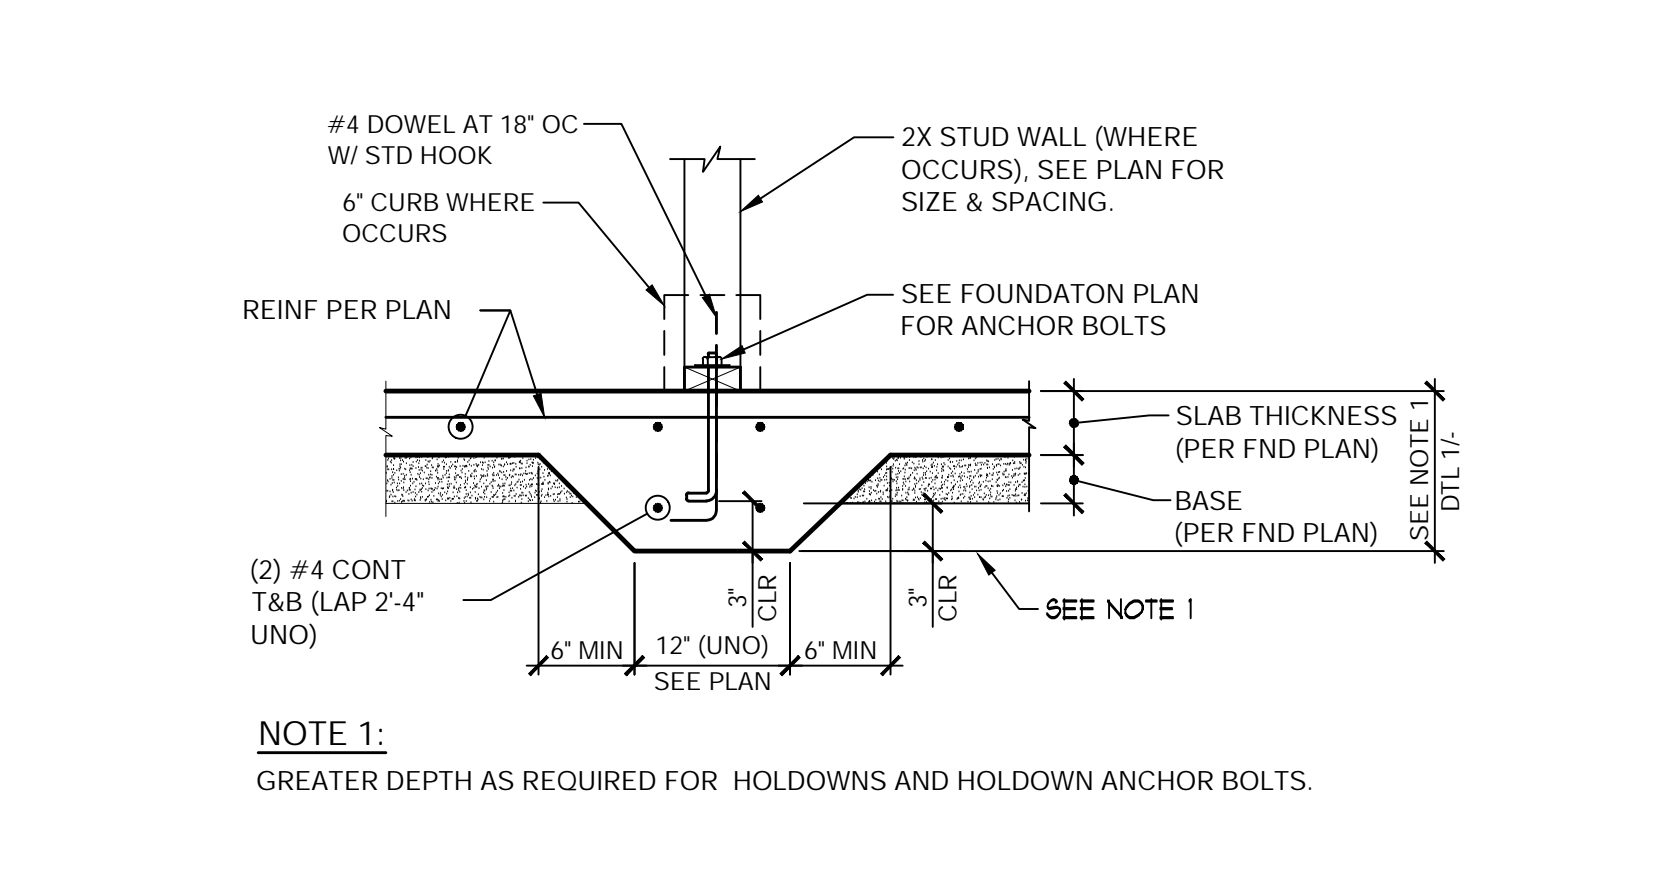 #4 DOWEL AT 18" OC
W/ STD HOOK
6" CURB WHERE
OCCURS
REINF PER PLAN
2X STUD WALL (WHERE
OCCURS), SEE PLAN FOR
SIZE & SPACING.
SEE FOUNDATON PLAN
FOR ANCHOR BOLTS
SLAB THICKNESS
(PER FND PLAN)
BASE
(PER FND PLAN)
SEE NOTE 1
DTL 1/-
(2) #4 CONT
T&B (LAP 2'-4"
UNO)
3"
CLR
3"
CLR
SEE NOTE 1
6" MIN
12" (UNO)
SEE PLAN
6" MIN
NOTE 1:
GREATER DEPTH AS REQUIRED FOR HOLDOWNS AND HOLDOWN ANCHOR BOLTS.